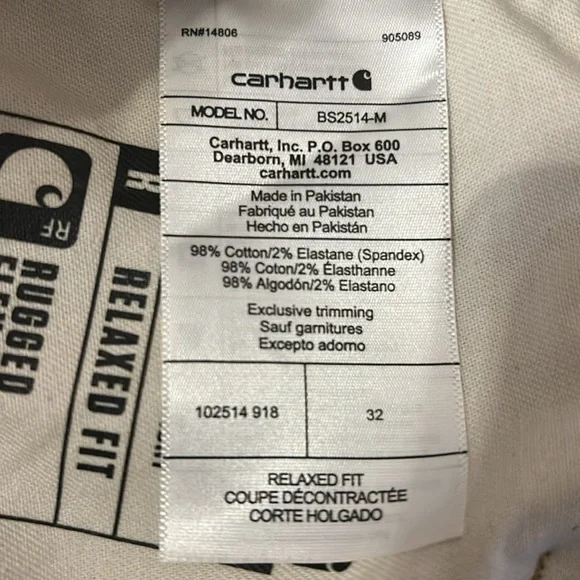 RN#14806 905089
carhartt
MODEL NO. BS2514-M
Carhartt, Inc. P.O. Box 600
Dearborn, MI 48121 USA
carhartt.com
Made in Pakistan
Fabriqué au Pakistan
Hecho en Pakistán
98% Cotton/2% Elastane (Spandex)
98% Coton/2% Élasthanne
98% Algodón/2% Elastano
Exclusive trimming
Sauf garnitures
Excepto adorno
102514 918 32
RELAXED FIT
COUPE DÉCONTRACTÉE
CORTE HOLGADO
RF
RUGGED
RELAXED FIT